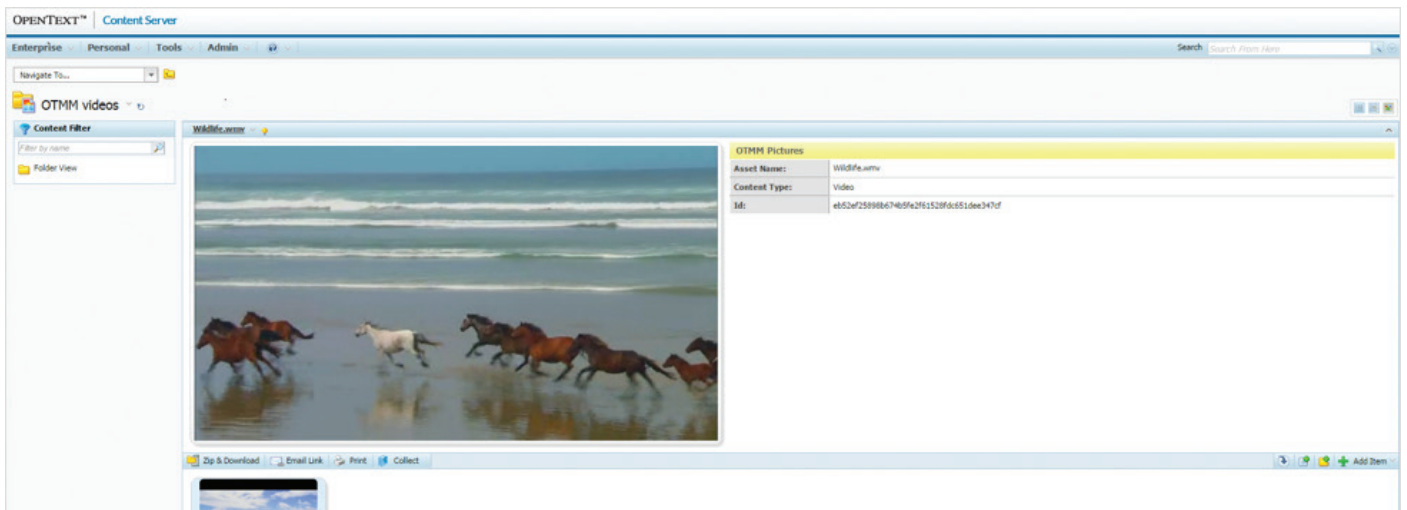 OPENTEXT™ | Content Server
Enterprise Personal Tools Admin
Search Search From Here
Navigate To...
OTMM videos
Content Filter
Filter by name
Folder View
Wildlife.wmv
OTMM Pictures
Asset Name: Wildlife.wmv
Content Type: Video
Id:
Zip & Download Email Link Print Collect
Add Item